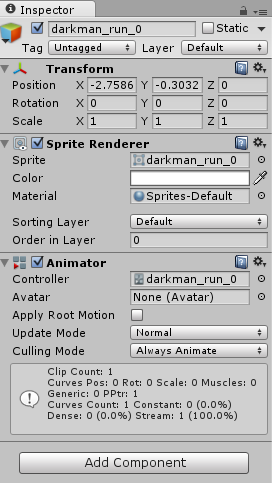 Inspector
darkman_run_0 Static
Tag Untagged Layer Default
Transform
Position X -2.7586 Y -0.3032 Z 0
Rotation X 0 Y 0 Z 0
Scale X 1 Y 1 Z 1
Sprite Renderer
Sprite darkman_run_0
Color
Material Sprites-Default
Sorting Layer Default
Order in Layer 0
Animator
Controller darkman_run_0
Avatar None (Avatar)
Apply Root Motion
Update Mode Normal
Culling Mode Always Animate
Clip Count: 1
Curves Pos: 0 Rot: 0 Scale: 0 Muscles: 0
Generic: 0 PPtr: 1
Curves Count: 1 Constant: 0 (0.0%)
Dense: 0 (0.0%) Stream: 1 (100.0%)
Add Component